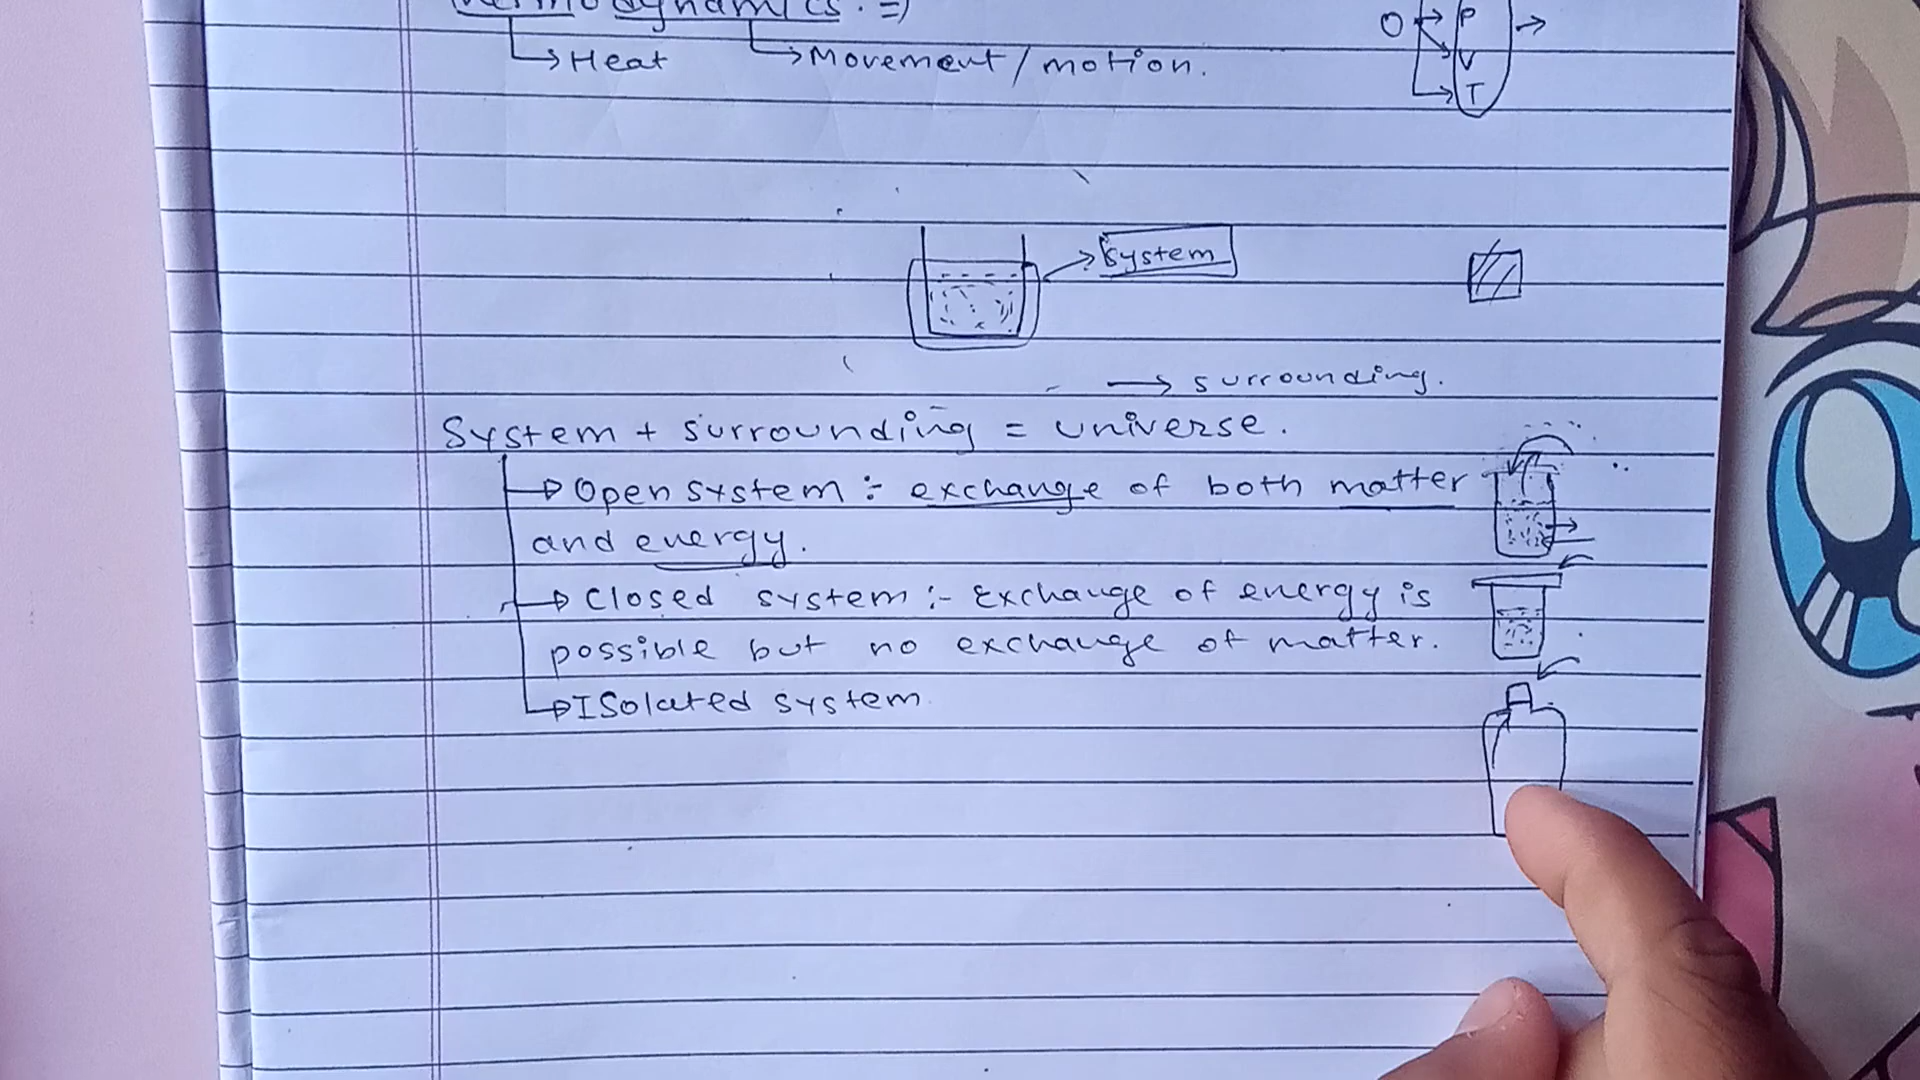 Thermodynamics. =)
↳ Heat ↳ Movement / motion.
O → P
V
T
→ System
→ surrounding.
System + surrounding = universe.
→ Open system :- exchange of both matter
and energy.
→ Closed system :- Exchange of energy is
possible but no exchange of matter.
→ ISolated system